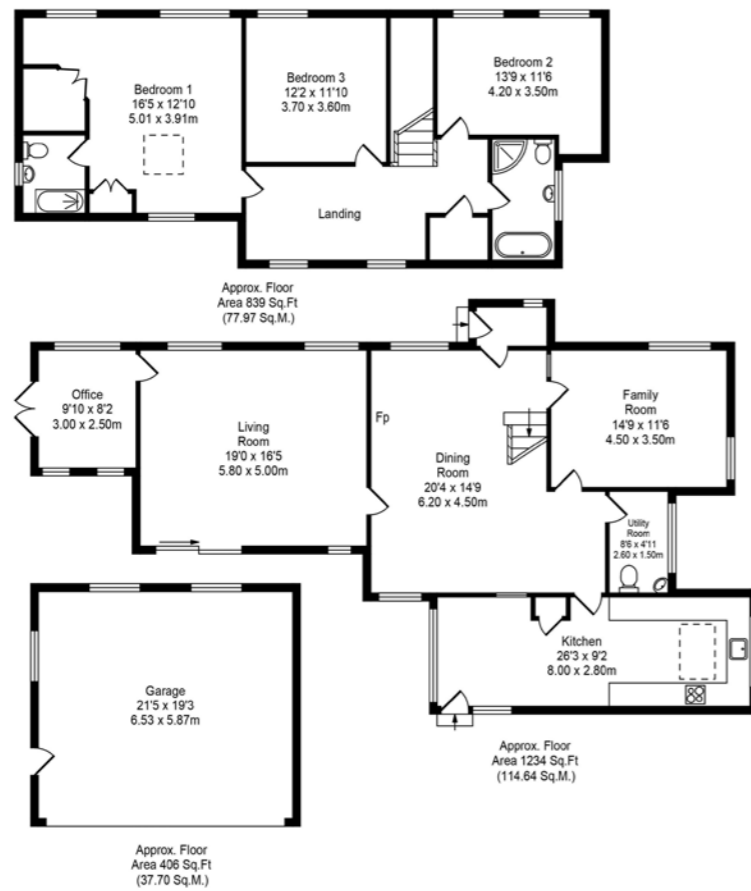 Bedroom 1
16'5 x 12'10
5.01 x 3.91m
Bedroom 3
12'2 x 11'10
3.70 x 3.60m
Bedroom 2
13'9 x 11'6
4.20 x 3.50m
Landing
Approx. Floor
Area 839 Sq.Ft
(77.97 Sq.M.)
Office
9'10 x 8'2
3.00 x 2.50m
Living
Room
19'0 x 16'5
5.80 x 5.00m
Fp
Dining
Room
20'4 x 14'9
6.20 x 4.50m
Family
Room
14'9 x 11'6
4.50 x 3.50m
Utility
Room
8'6 x 4'11
2.60 x 1.50m
Kitchen
26'3 x 9'2
8.00 x 2.80m
Garage
21'5 x 19'3
6.53 x 5.87m
Approx. Floor
Area 1234 Sq.Ft
(114.64 Sq.M.)
Approx. Floor
Area 406 Sq.Ft
(37.70 Sq.M.)